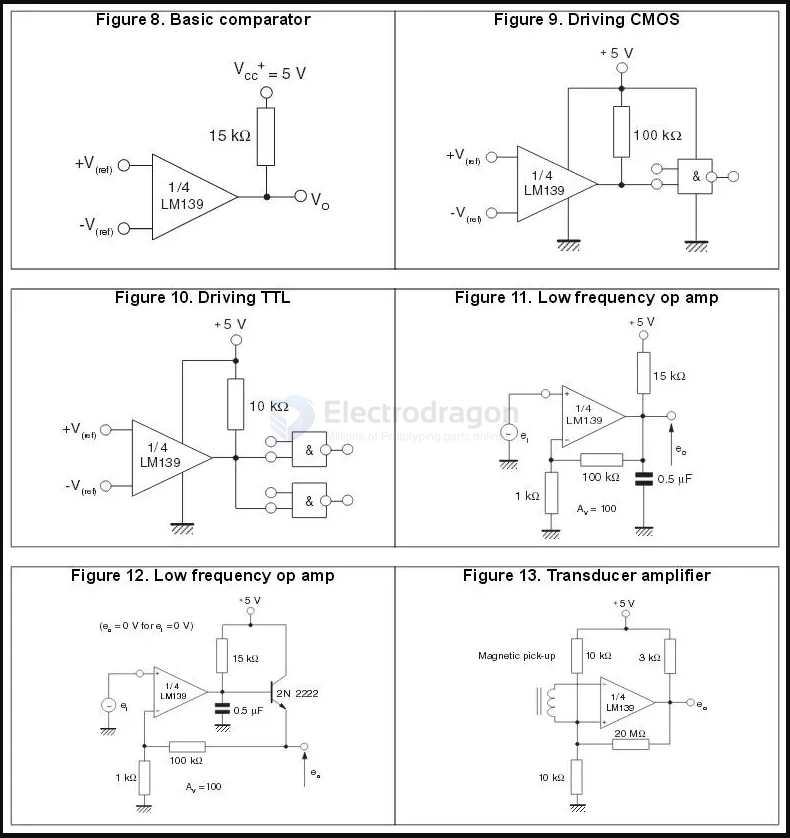 Figure 8. Basic comparator
V_CC^+ = 5 V
15 kΩ
+V_(ref)
1/4
LM139
V_O
-V_(ref)
Figure 9. Driving CMOS
+ 5 V
100 kΩ
+V_(ref)
1/4
LM139
&
-V_(ref)
Figure 10. Driving TTL
+ 5 V
10 kΩ
+V_(ref)
1/4
LM139
&
-V_(ref)
&
Figure 11. Low frequency op amp
+ 5 V
15 kΩ
+
1/4
LM139
e_i
–
e_o
100 kΩ
0.5 µF
1 kΩ
A_V = 100
Electrodragon
Millions of Prototyping parts online
Figure 12. Low frequency op amp
+ 5 V
(e_o = 0 V for e_i = 0 V)
15 kΩ
+
1/4
LM139
2N 2222
e_i
–
0.5 µF
100 kΩ
1 kΩ
A_V = 100
e_o
Figure 13. Transducer amplifier
+ 5 V
Magnetic pick-up
10 kΩ
3 kΩ
–
1/4
LM139
e_o
+
20 MΩ
10 kΩ